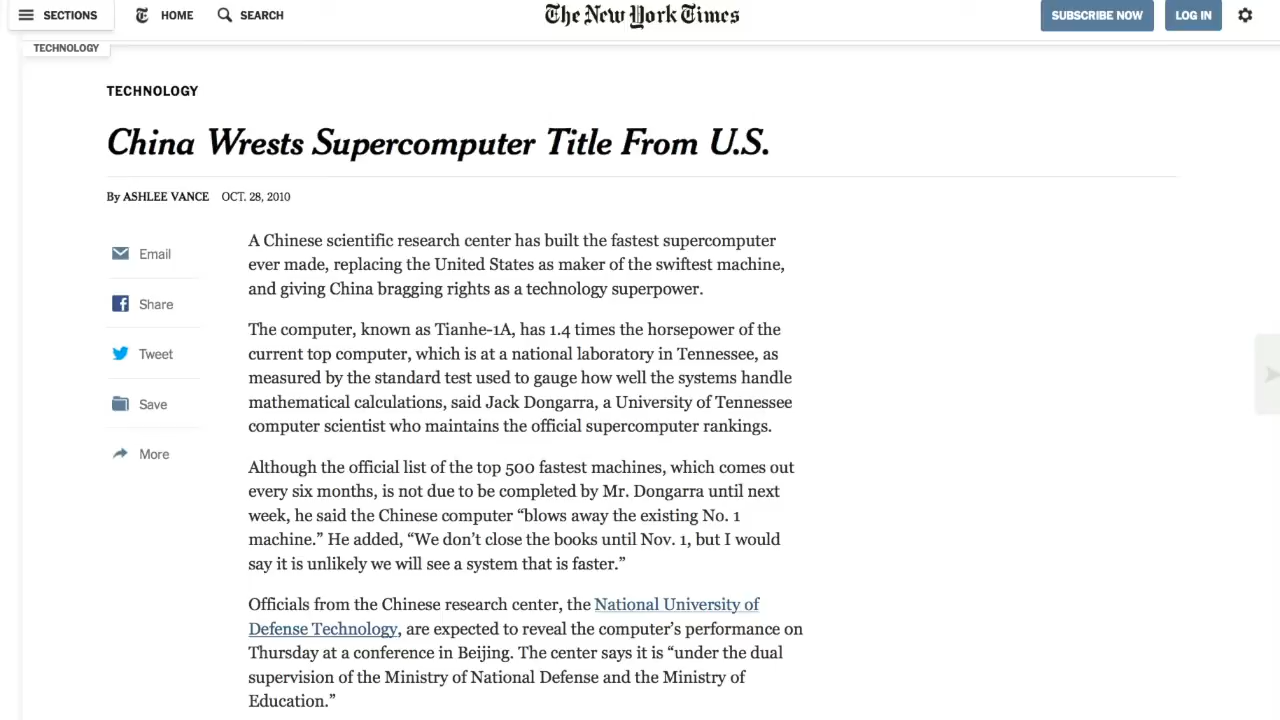 SECTIONS HOME SEARCH The New York Times SUBSCRIBE NOW LOG IN
TECHNOLOGY
TECHNOLOGY
China Wrests Supercomputer Title From U.S.
By ASHLEE VANCE OCT. 28, 2010
Email
Share
Tweet
Save
More
A Chinese scientific research center has built the fastest supercomputer
ever made, replacing the United States as maker of the swiftest machine,
and giving China bragging rights as a technology superpower.
The computer, known as Tianhe-1A, has 1.4 times the horsepower of the
current top computer, which is at a national laboratory in Tennessee, as
measured by the standard test used to gauge how well the systems handle
mathematical calculations, said Jack Dongarra, a University of Tennessee
computer scientist who maintains the official supercomputer rankings.
Although the official list of the top 500 fastest machines, which comes out
every six months, is not due to be completed by Mr. Dongarra until next
week, he said the Chinese computer “blows away the existing No. 1
machine.” He added, “We don’t close the books until Nov. 1, but I would
say it is unlikely we will see a system that is faster.”
Officials from the Chinese research center, the National University of
Defense Technology, are expected to reveal the computer’s performance on
Thursday at a conference in Beijing. The center says it is “under the dual
supervision of the Ministry of National Defense and the Ministry of
Education.”